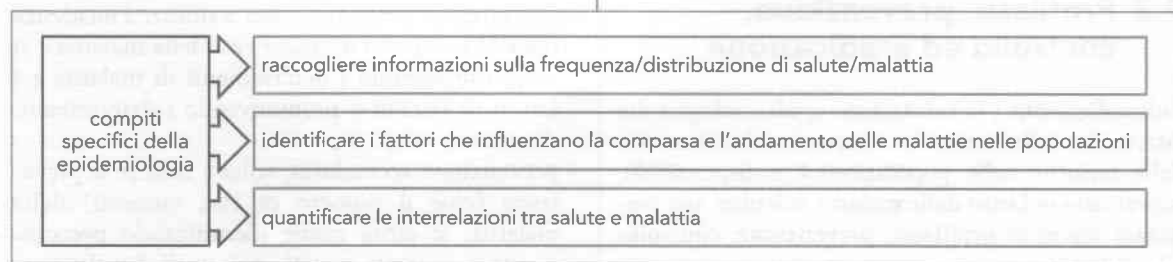 compiti
specifici della
epidemiologia
raccogliere informazioni sulla frequenza/distribuzione di salute/malattia
identificare i fattori che influenzano la comparsa e l'andamento delle malattie nelle popolazioni
quantificare le interrelazioni tra salute e malattia